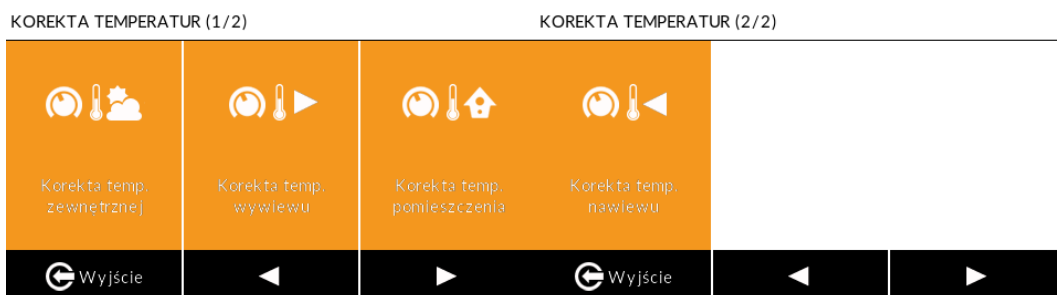 KOREKTA TEMPERATUR (1/2)
KOREKTA TEMPERATUR (2/2)
Korekta temp.
zewnętrznej
Korekta temp.
wywiewu
Korekta temp.
pomieszczenia
Korekta temp.
nawiewu
Wyjście
Wyjście